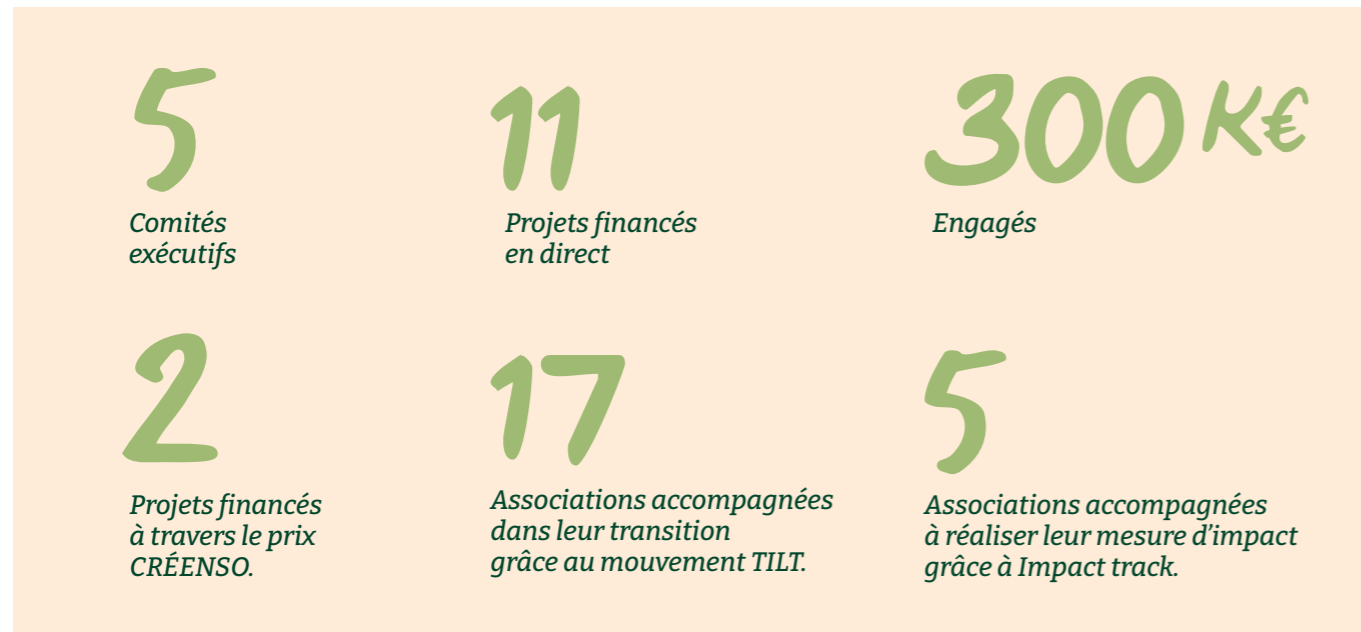 5
Comités
exécutifs
11
Projets financés
en direct
300 K€
Engagés
2
Projets financés
à travers le prix
CRÉENSO.
17
Associations accompagnées
dans leur transition
grâce au mouvement TILT.
5
Associations accompagnées
à réaliser leur mesure d’impact
grâce à Impact track.